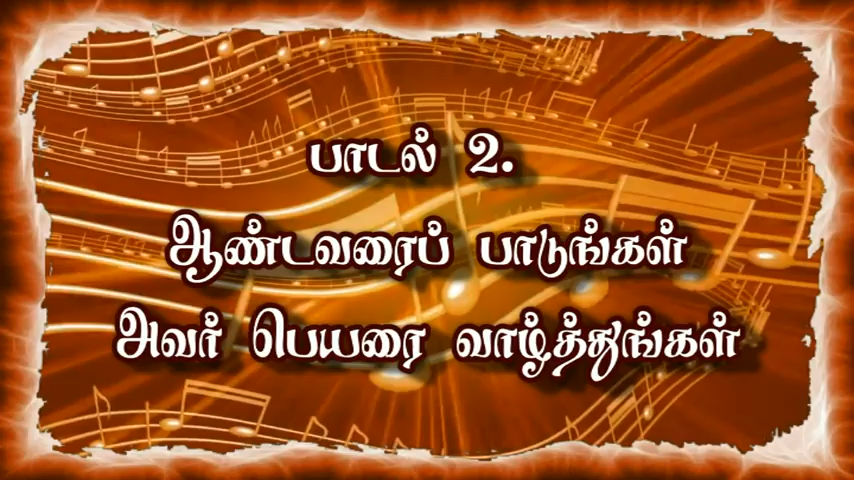 பாடல் 2.
ஆண்டவரைப் பாடுங்கள்
அவர் பெயரை வாழ்த்துங்கள்